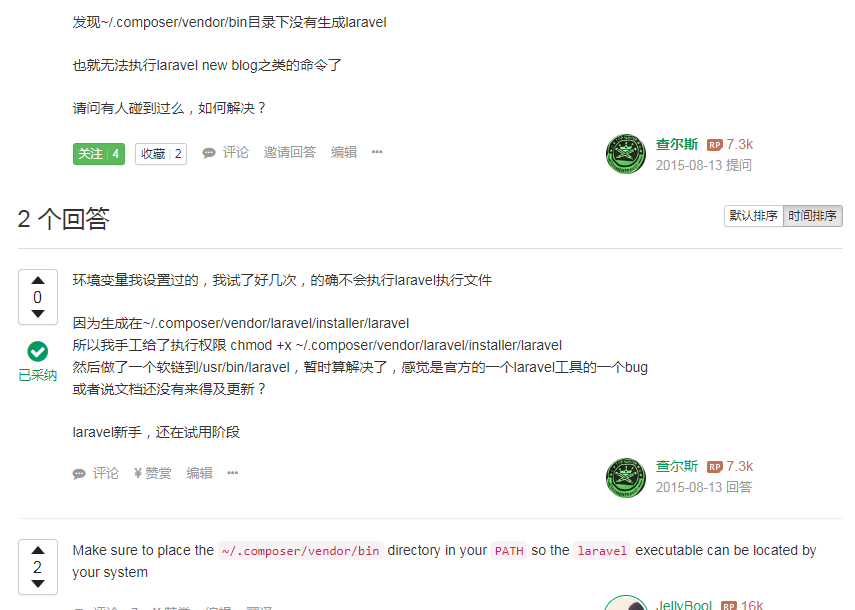 发现~/.composer/vendor/bin目录下没有生成laravel
也就无法执行laravel new blog之类的命令了
请问有人碰到过么，如何解决？
关注 | 4 收藏 | 2 评论 邀请回答 编辑 •••
查尔斯 RP 7.3k
2015-08-13 提问
2 个回答
默认排序 时间排序
0
已采纳
环境变量我设置过的，我试了好几次，的确不会执行laravel执行文件
因为生成在~/.composer/vendor/laravel/installer/laravel
所以我手工给了执行权限 chmod +x ~/.composer/vendor/laravel/installer/laravel
然后做了一个软链到/usr/bin/laravel，暂时算解决了，感觉是官方的一个laravel工具的一个bug
或者说文档还没有来得及更新？
laravel新手，还在试用阶段
评论 ¥ 赞赏 编辑 •••
查尔斯 RP 7.3k
2015-08-13 回答
2
Make sure to place the ~/.composer/vendor/bin directory in your PATH so the laravel executable can be located by
your system
JellyBool RP 16k